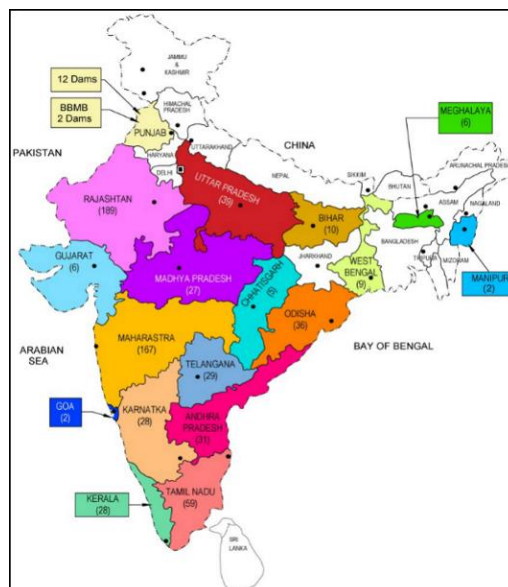 JAMMU
&
KASHMIR
12 Dams
BBMB
2 Dams
HIMACHAL
PRADESH
PUNJAB
UTTARAKHAND
CHINA
MEGHALAYA
(6)
PAKISTAN
HARYANA
DELHI
NEPAL
SIKKIM
BHUTAN
ARUNACHAL PRADESH
ASSAM
NAGALAND
RAJASHTAN
(189)
UTTAR PRADESH
(39)
BIHAR
(10)
BANGLADESH
TRIPURA
MIZORAM
MANIPUR
(2)
GUJARAT
(6)
MADHYA PRADESH
(27)
JHARKHAND
WEST
BENGAL
(9)
CHHATISGARH
(5)
ODISHA
(36)
ARABIAN
SEA
MAHARASTRA
(167)
BAY OF BENGAL
TELANGANA
(29)
GOA
(2)
KARNATKA
(28)
ANDHRA
PRADESH
(31)
KERALA
(28)
TAMIL NADU
(59)
SRI
LANKA